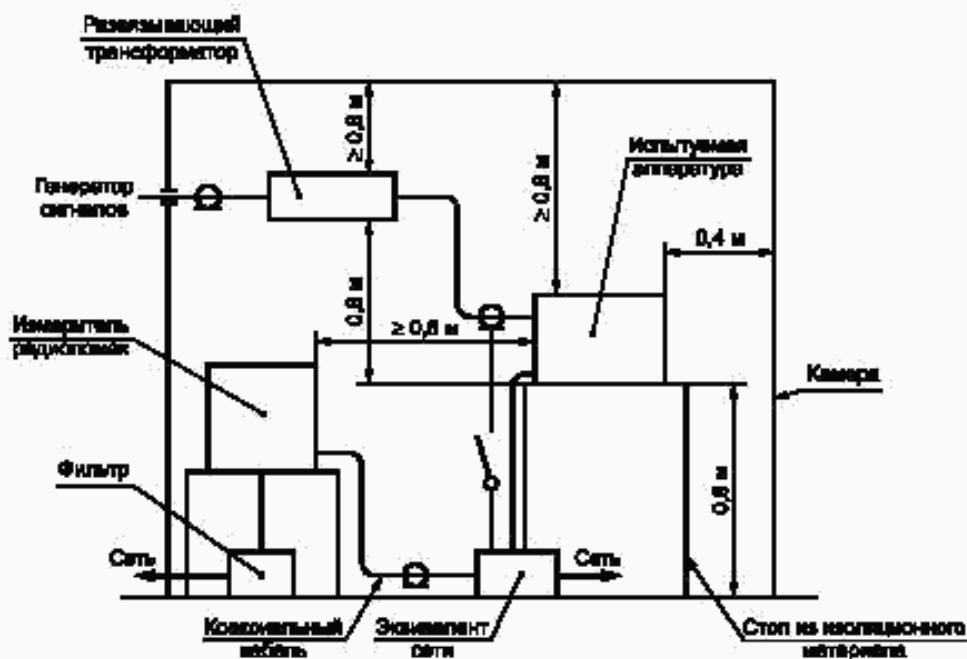 Развязывающий
трансформатор
≥ 0,8 м
≥ 0,8 м
Испытуемая
аппаратура
Генератор
сигналов
0,4 м
0,8 м
≥ 0,8 м
Измеритель
радиопомех
Камера
Фильтр
0,8 м
Сеть
Сеть
Коаксиальный
кабель
Эквивалент
сети
Стол из изоляционного
материала